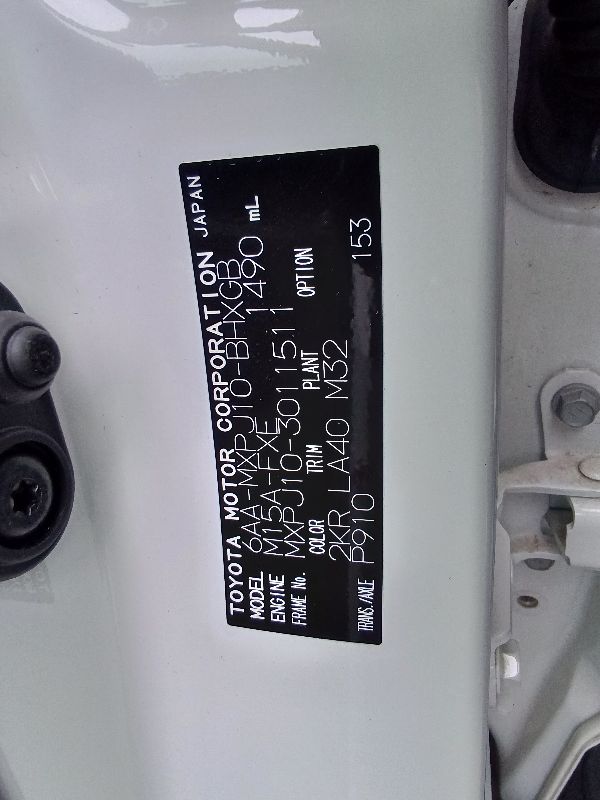 TOYOTA MOTOR CORPORATION JAPAN
MODEL 6AA-MXPJ10-BHXGB
ENGINE M15A-FXE 1490 mL
FRAME No. MXPJ10-3011511
COLOR TRIM PLANT OPTION
2KR LA40 M32
TRANS./AXLE P910 153